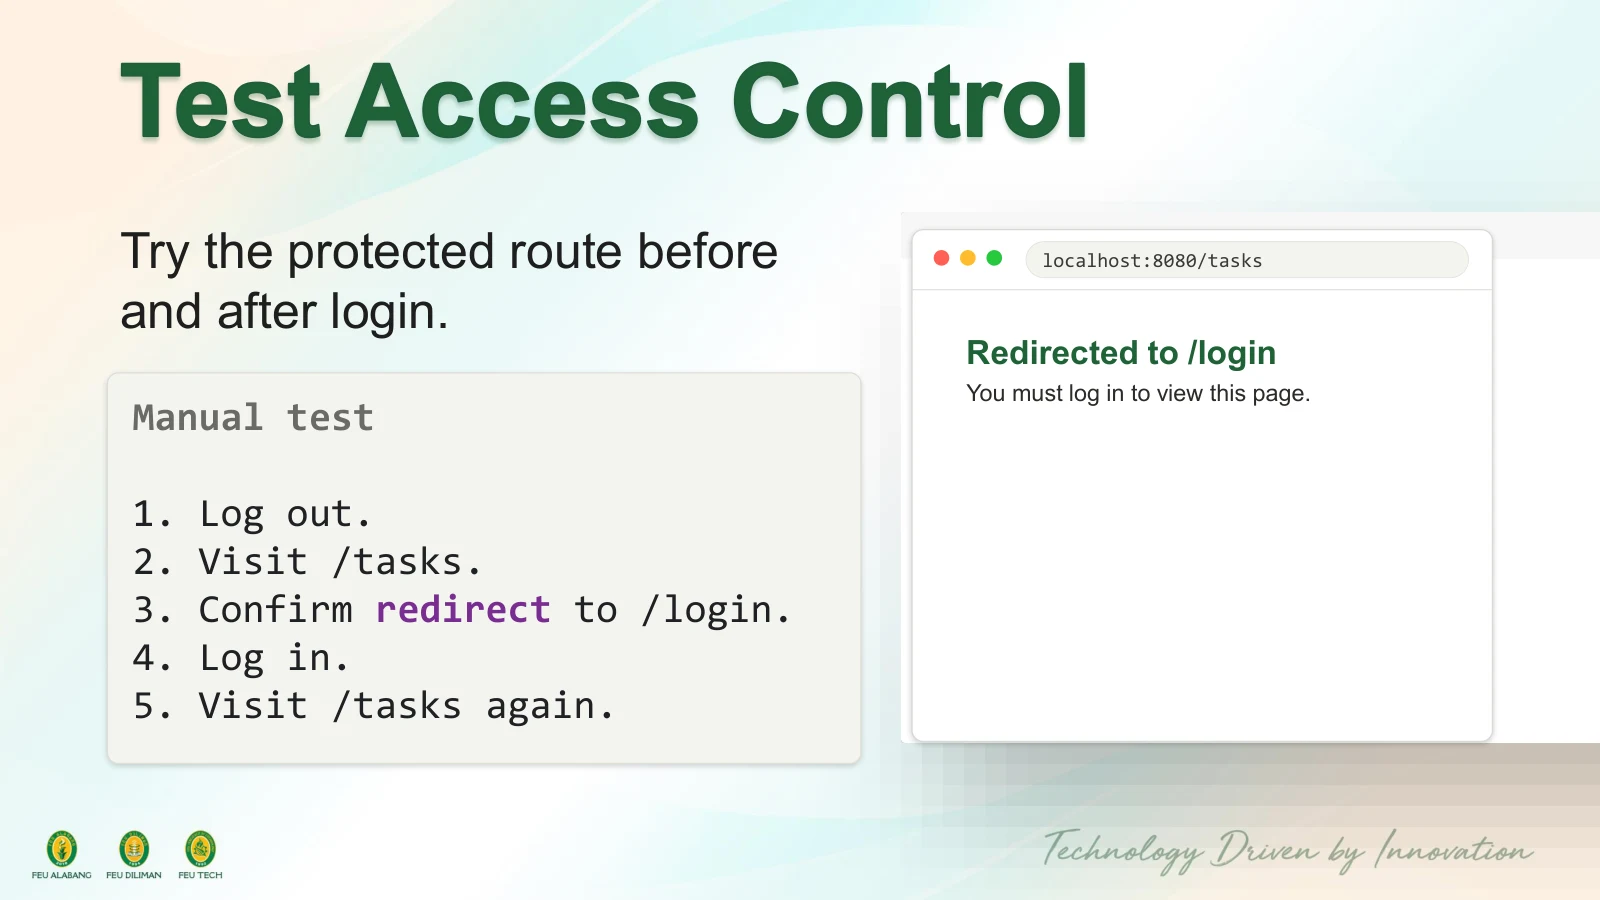 Test Access Control
Try the protected route before
and after login.
Manual test
1. Log out.
2. Visit /tasks.
3. Confirm redirect to /login.
4. Log in.
5. Visit /tasks again.
localhost:8080/tasks
Redirected to /login
You must log in to view this page.
FEU ALABANG
FEU DILIMAN
FEU TECH
Technology Driven by Innovation